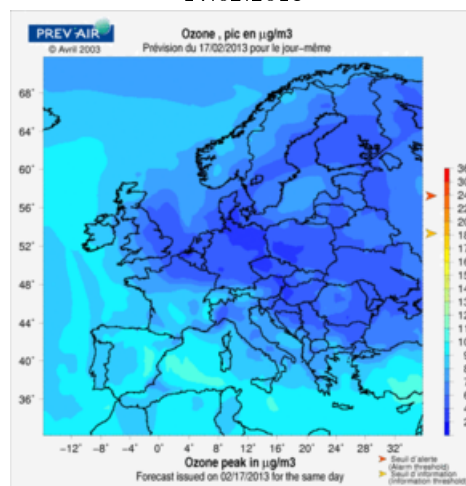 PREV'AIR
© Avril 2003
Ozone , pic en µg/m3
Prévision du 17/02/2013 pour le jour-même
68°
64°
60°
56°
52°
48°
44°
40°
36°
-12° -8° -4° 0° 4° 8° 12° 16° 20° 24° 28° 32°
Ozone peak in µg/m3
Forecast issued on 02/17/2013 for the same day
Seuil d'alerte
(Alarm threshold)
Seuil d'information
(Information threshold